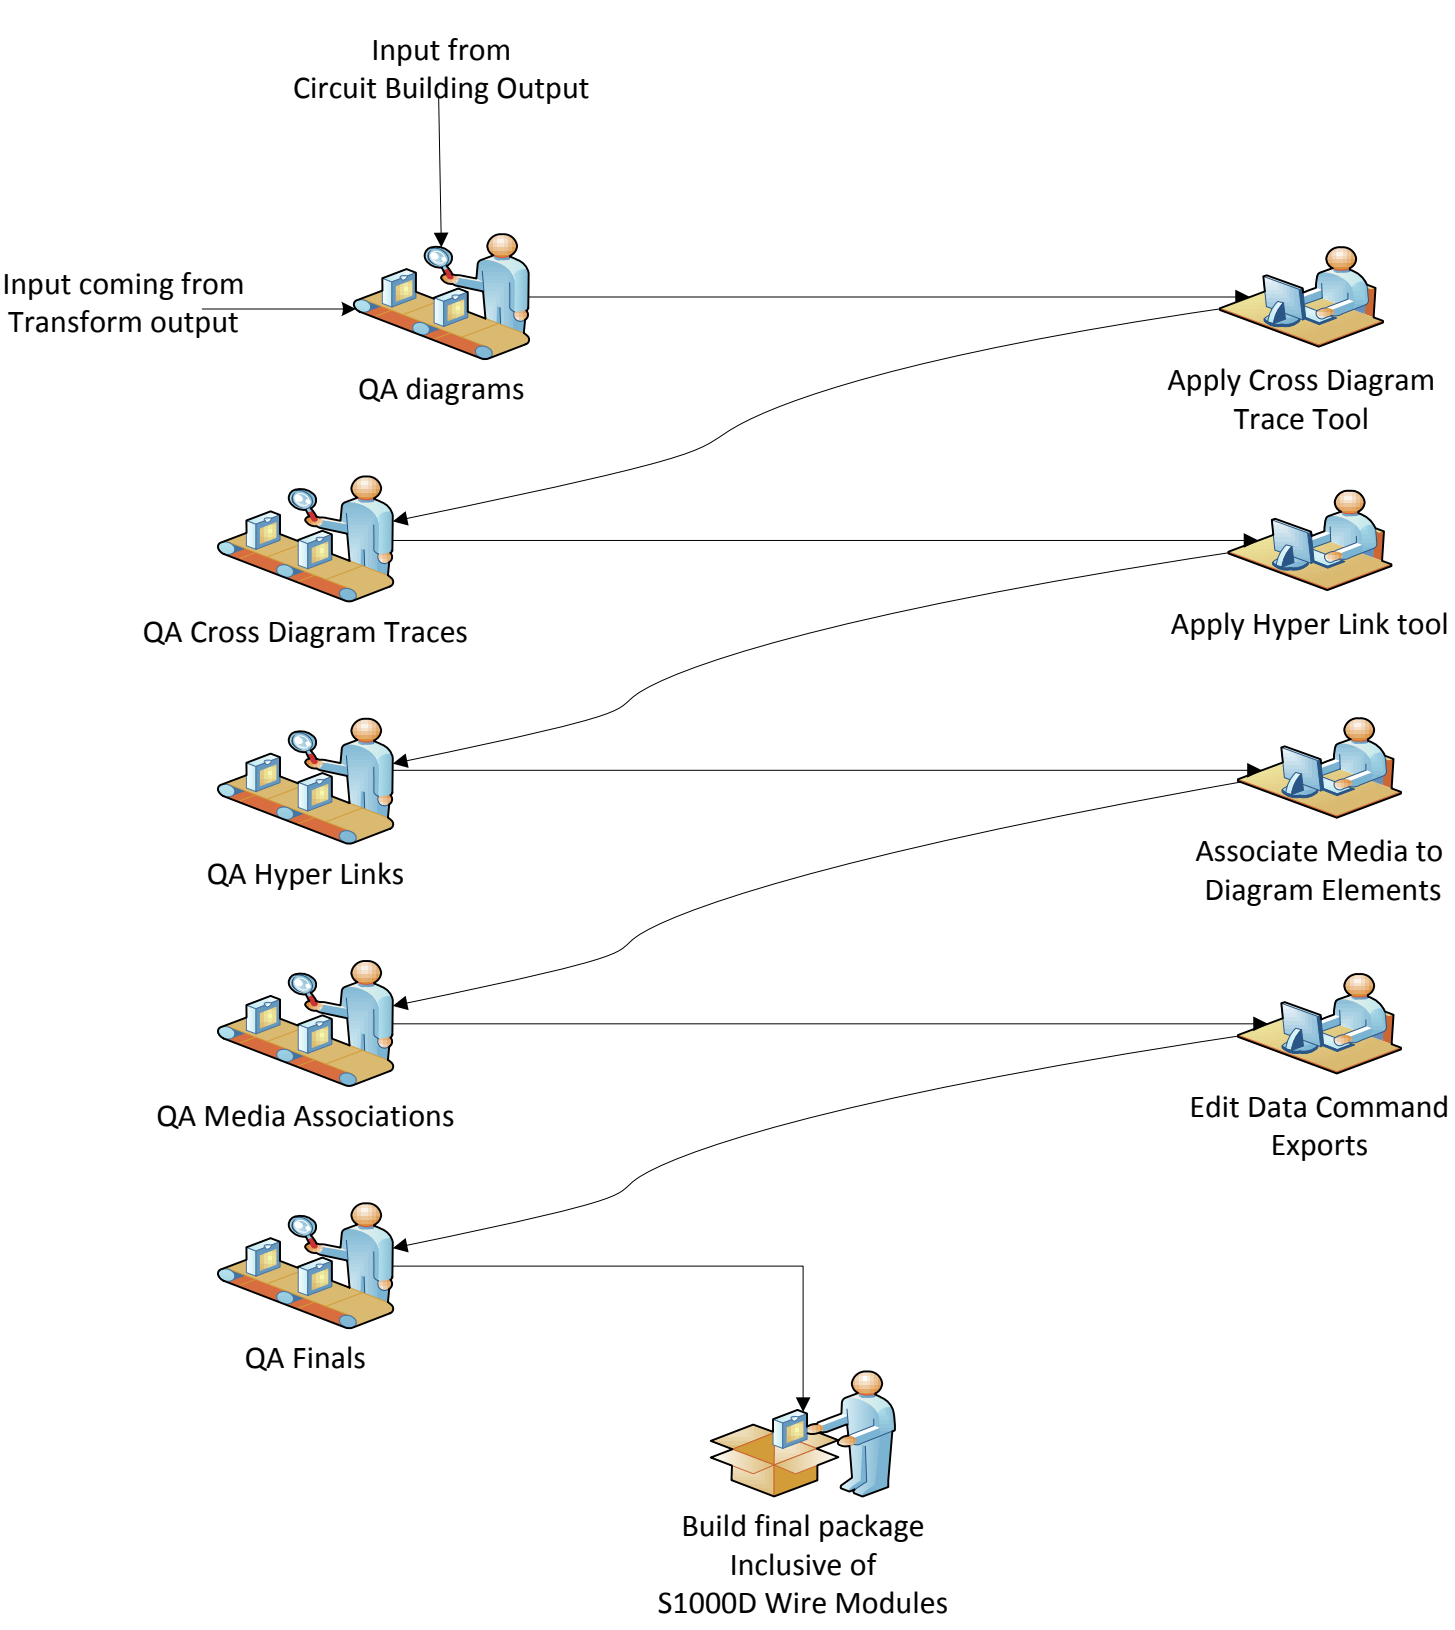 Input from
Circuit Building Output
Input coming from
Transform output
QA diagrams
Apply Cross Diagram
Trace Tool
QA Cross Diagram Traces
Apply Hyper Link tool
QA Hyper Links
Associate Media to
Diagram Elements
QA Media Associations
Edit Data Command
Exports
QA Finals
Build final package
Inclusive of
S1000D Wire Modules